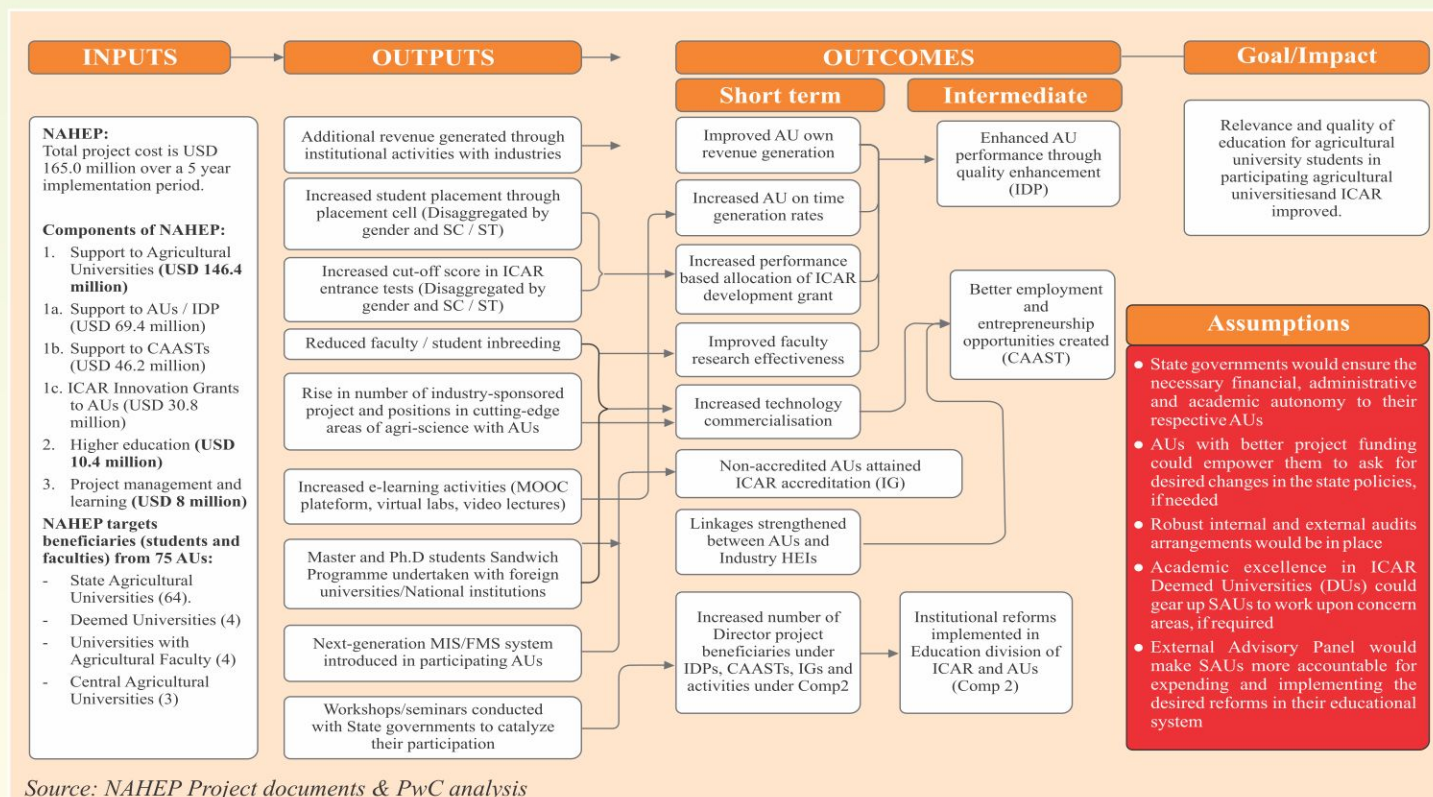 INPUTS
OUTPUTS
OUTCOMES
Goal/Impact
Short term
Intermediate
NAHEP:
Total project cost is USD
165.0 million over a 5 year
implementation period.
Components of NAHEP:
1. Support to Agricultural
Universities (USD 146.4
million)
1a. Support to AUs / IDP
(USD 69.4 million)
1b. Support to CAASTs
(USD 46.2 million)
1c. ICAR Innovation Grants
to AUs (USD 30.8
million)
2. Higher education (USD
10.4 million)
3. Project management and
learning (USD 8 million)
NAHEP targets
beneficiaries (students and
faculties) from 75 AUs:
- State Agricultural
Universities (64).
- Deemed Universities (4)
- Universities with
Agricultural Faculty (4)
- Central Agricultural
Universities (3)
Additional revenue generated through
institutional activities with industries
Increased student placement through
placement cell (Disaggregated by
gender and SC / ST)
Increased cut-off score in ICAR
entrance tests (Disaggregated by
gender and SC / ST)
Reduced faculty / student inbreeding
Rise in number of industry-sponsored
project and positions in cutting-edge
areas of agri-science with AUs
Increased e-learning activities (MOOC
plateform, virtual labs, video lectures)
Master and Ph.D students Sandwich
Programme undertaken with foreign
universities/National institutions
Next-generation MIS/FMS system
introduced in participating AUs
Workshops/seminars conducted
with State governments to catalyze
their participation
Improved AU own
revenue generation
Increased AU on time
generation rates
Increased performance
based allocation of ICAR
development grant
Improved faculty
research effectiveness
Increased technology
commercialisation
Non-accredited AUs attained
ICAR accreditation (IG)
Linkages strengthened
between AUs and
Industry HEIs
Increased number of
Director project
beneficiaries under
IDPs, CAASTs, IGs and
activities under Comp2
Enhanced AU
performance through
quality enhancement
(IDP)
Better employment
and
entrepreneurship
opportunities created
(CAAST)
Institutional reforms
implemented in
Education division of
ICAR and AUs
(Comp 2)
Relevance and quality of
education for agricultural
university students in
participating agricultural
universitiesand ICAR
improved.
Assumptions
● State governments would ensure the
necessary financial, administrative
and academic autonomy to their
respective AUs
● AUs with better project funding
could empower them to ask for
desired changes in the state policies,
if needed
● Robust internal and external audits
arrangements would be in place
● Academic excellence in ICAR
Deemed Universities (DUs) could
gear up SAUs to work upon concern
areas, if required
● External Advisory Panel would
make SAUs more accountable for
expending and implementing the
desired reforms in their educational
system
Source: NAHEP Project documents & PwC analysis